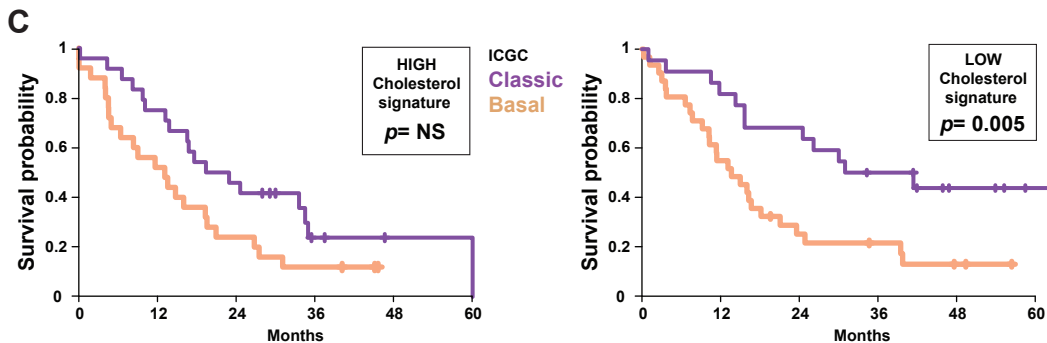 C
HIGH
Cholesterol
signature
p= NS
ICGC
Classic
Basal
Survival probability
1
0.8
0.6
0.4
0.2
0
0 12 24 36 48 60
Months
LOW
Cholesterol
signature
p= 0.005
Survival probability
1
0.8
0.6
0.4
0.2
0
0 12 24 36 48 60
Months